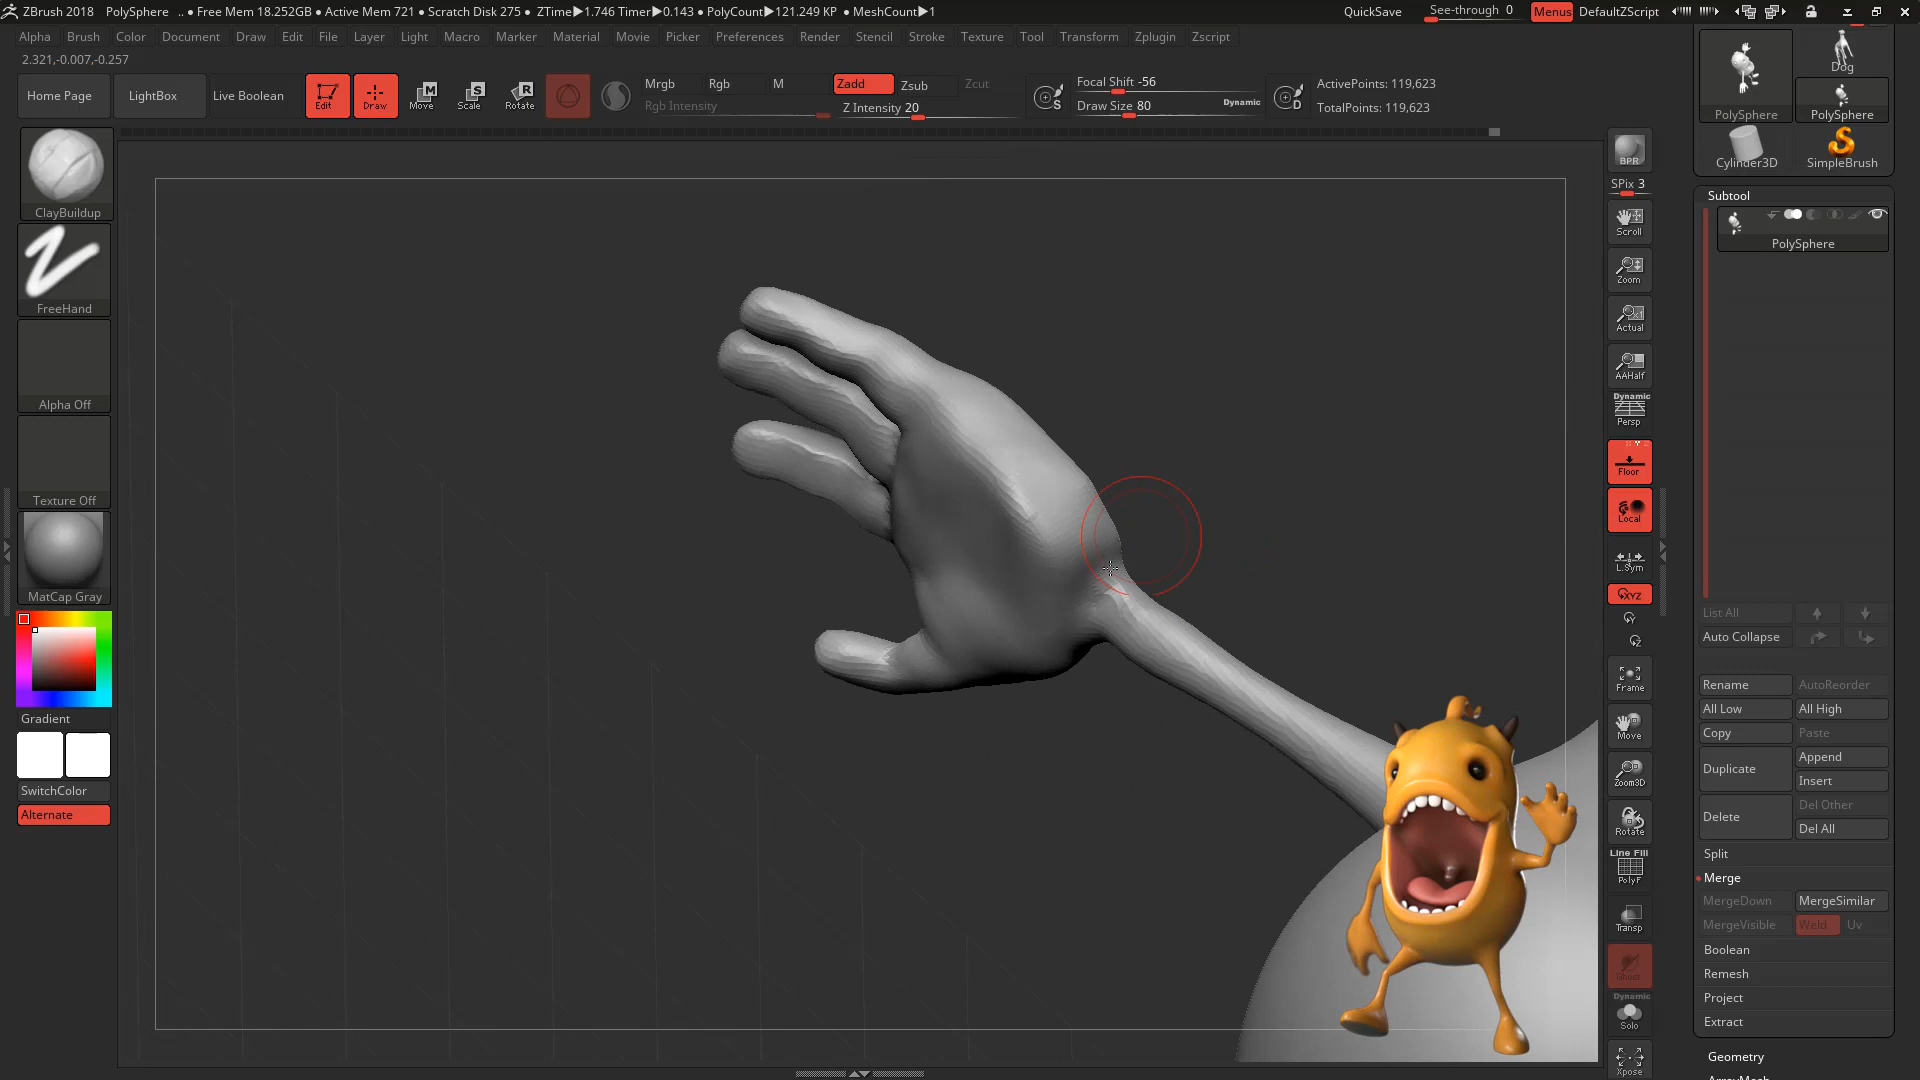 ZBrush 2018 PolySphere .. ● Free Mem 18.252GB ● Active Mem 721 ● Scratch Disk 275 ● ZTime▶1.746 Timer▶0.143 ● PolyCount▶121.249 KP ● MeshCount▶1 QuickSave See-through 0 Menus DefaultZScript
Alpha Brush Color Document Draw Edit File Layer Light Macro Marker Material Movie Picker Preferences Render Stencil Stroke Texture Tool Transform Zplugin Zscript
2.321,-0.007,-0.257
Home Page LightBox Live Boolean Edit Draw Move Scale Rotate
Mrgb Rgb M
Rgb Intensity
Zadd Zsub Zcut
Z Intensity 20
S
Focal Shift -56
Draw Size 80 Dynamic
D
ActivePoints: 119,623
TotalPoints: 119,623
ClayBuildup
FreeHand
Alpha Off
Texture Off
MatCap Gray
Gradient
SwitchColor
Alternate
BPR
SPix 3
Scroll
Zoom
Actual
AAHalf
Dynamic
Persp
Floor
Local
L.Sym
XYZ
Y
Z
Frame
Move
Zoom3D
Rotate
Line Fill
PolyF
Transp
Ghost
Dynamic
Solo
Xpose
Dog
PolySphere PolySphere
Cylinder3D SimpleBrush
Subtool
PolySphere
List All
Auto Collapse
Rename AutoReorder
All Low All High
Copy Paste
Duplicate Append
Insert
Delete Del Other
Del All
Split
Merge
MergeDown MergeSimilar
MergeVisible Weld Uv
Boolean
Remesh
Project
Extract
Geometry
ArrayMesh